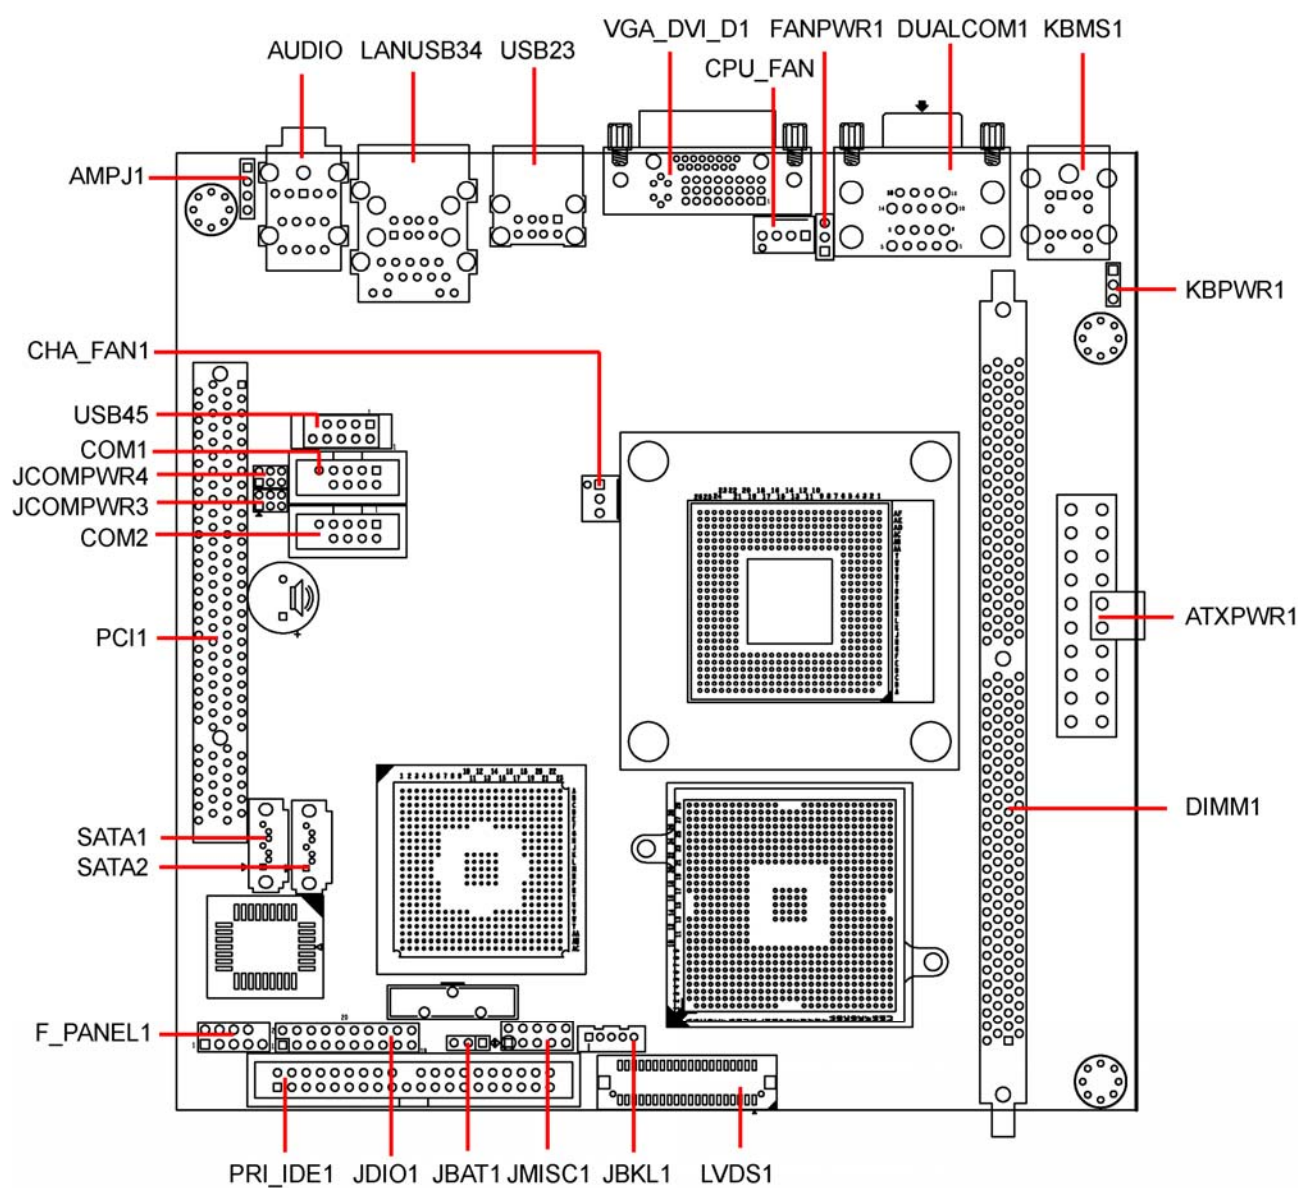 VGA_DVI_D1 FANPWR1 DUALCOM1 KBMS1
AUDIO LANUSB34 USB23
CPU_FAN
AMPJ1
KBPWR1
CHA_FAN1
USB45
COM1
JCOMPWR4
JCOMPWR3
COM2
PCI1
ATXPWR1
DIMM1
SATA1
SATA2
F_PANEL1
PRI_IDE1 JDIO1 JBAT1 JMISC1 JBKL1 LVDS1